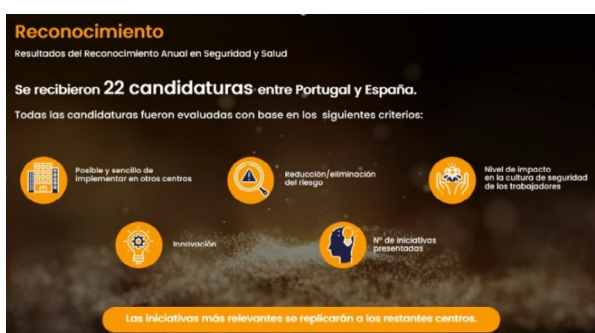 Reconocimiento
Resultados del Reconocimiento Anual en Seguridad y Salud
Se recibieron 22 candidaturas entre Portugal y España.
Todas las candidaturas fueron evaluadas con base en los siguientes criterios:
Posible y sencillo de
implementar en otros centros
Reducción/eliminación
del riesgo
Nivel de impacto
en la cultura de seguridad
de los trabajadores
Innovación
Nº de iniciativas
presentadas
Las iniciativas más relevantes se replicarán a los restantes centros.